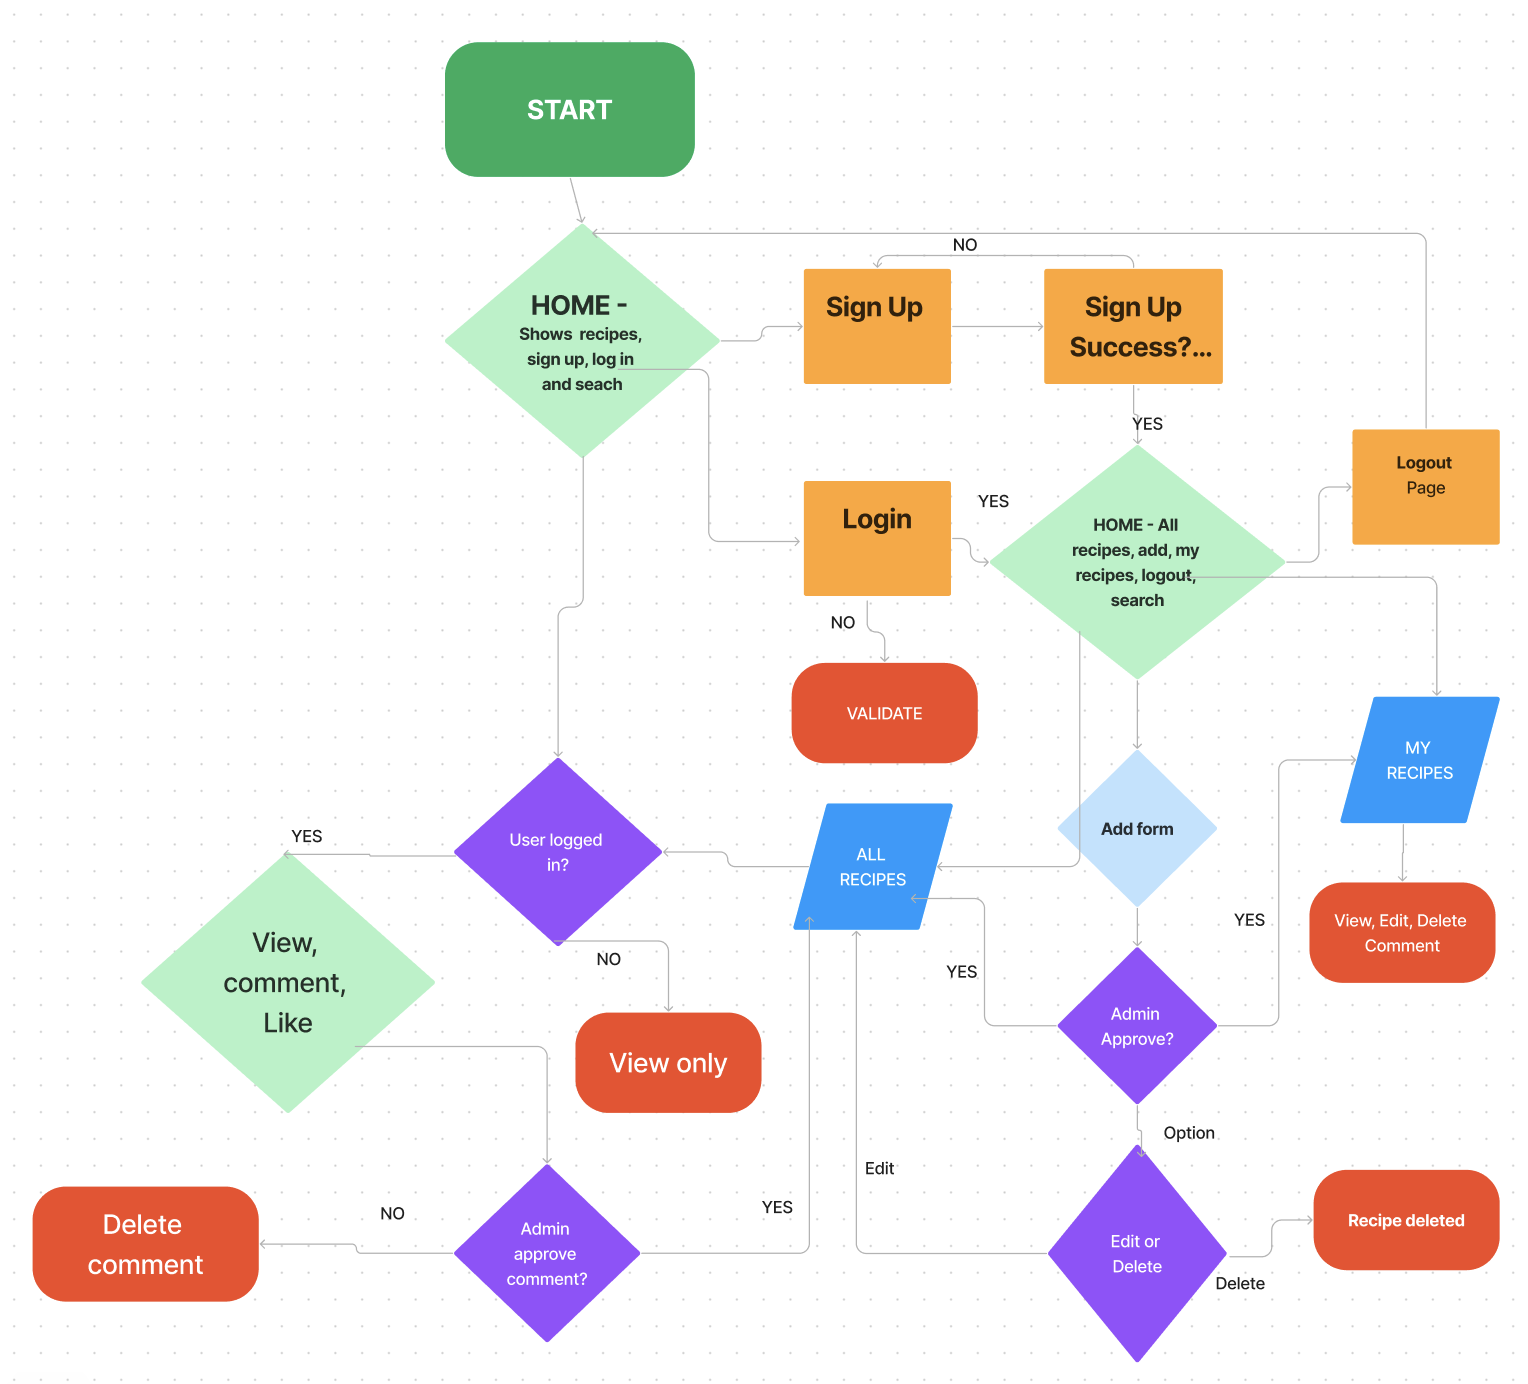 START
NO
HOME -
Shows recipes,
sign up, log in
and seach
Sign Up
Sign Up
Success?...
YES
Logout
Page
YES
Login
HOME - All
recipes, add, my
recipes, logout,
search
NO
VALIDATE
MY
RECIPES
YES
User logged
in?
ALL
RECIPES
Add form
View,
comment,
Like
NO
YES
YES
View, Edit, Delete
Comment
Admin
Approve?
View only
Option
Edit
Delete
comment
NO
Admin
approve
comment?
YES
Edit or
Delete
Delete
Recipe deleted